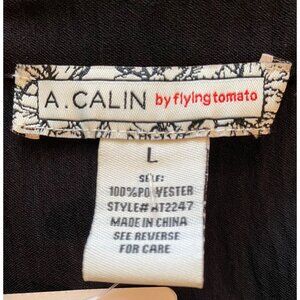 A.CALIN by flying tomato
L
SELF:
100%POLYESTER
STYLE# AT2247
MADE IN CHINA
SEE REVERSE
FOR CARE